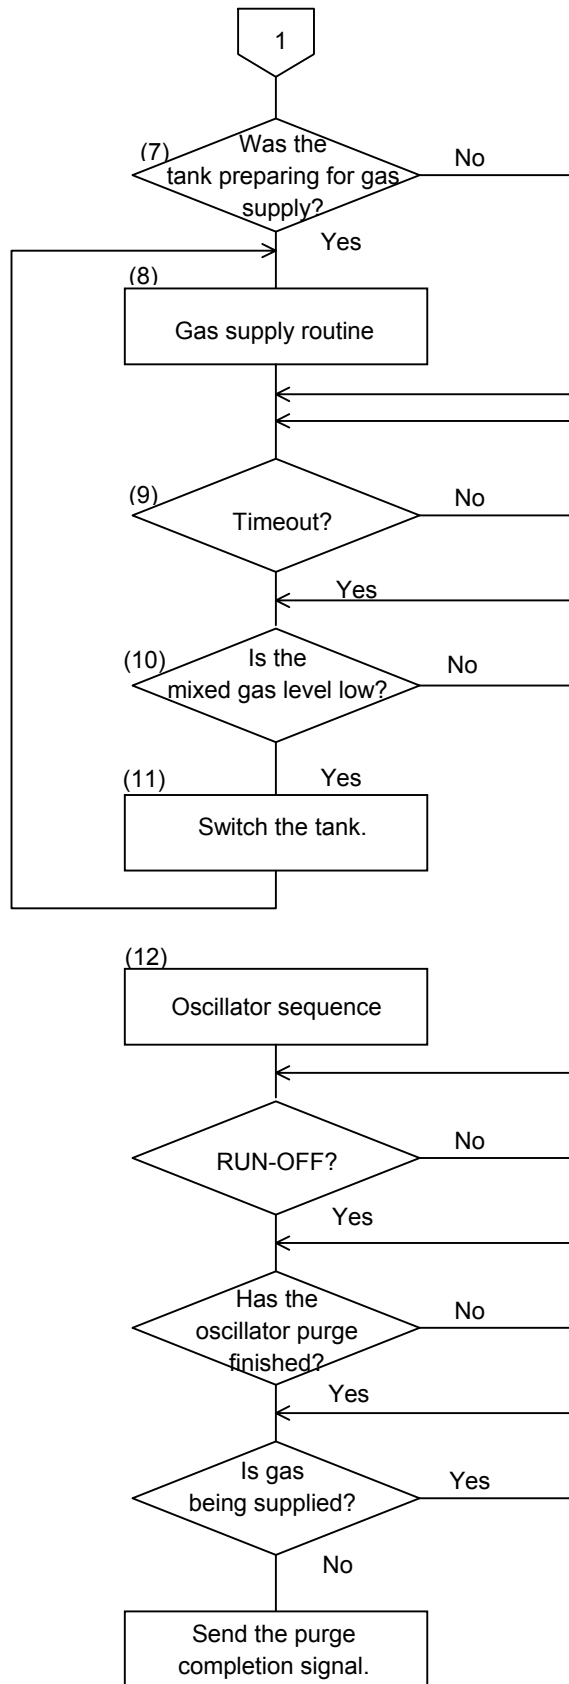 1
(7)
Was the
tank preparing for gas
supply?
No
Yes
(8)
Gas supply routine
(9)
Timeout?
No
Yes
(10)
Is the
mixed gas level low?
No
Yes
(11)
Switch the tank.
(12)
Oscillator sequence
RUN-OFF?
No
Yes
Has the
oscillator purge
finished?
No
Yes
Is gas
being supplied?
Yes
No
Send the purge
completion signal.